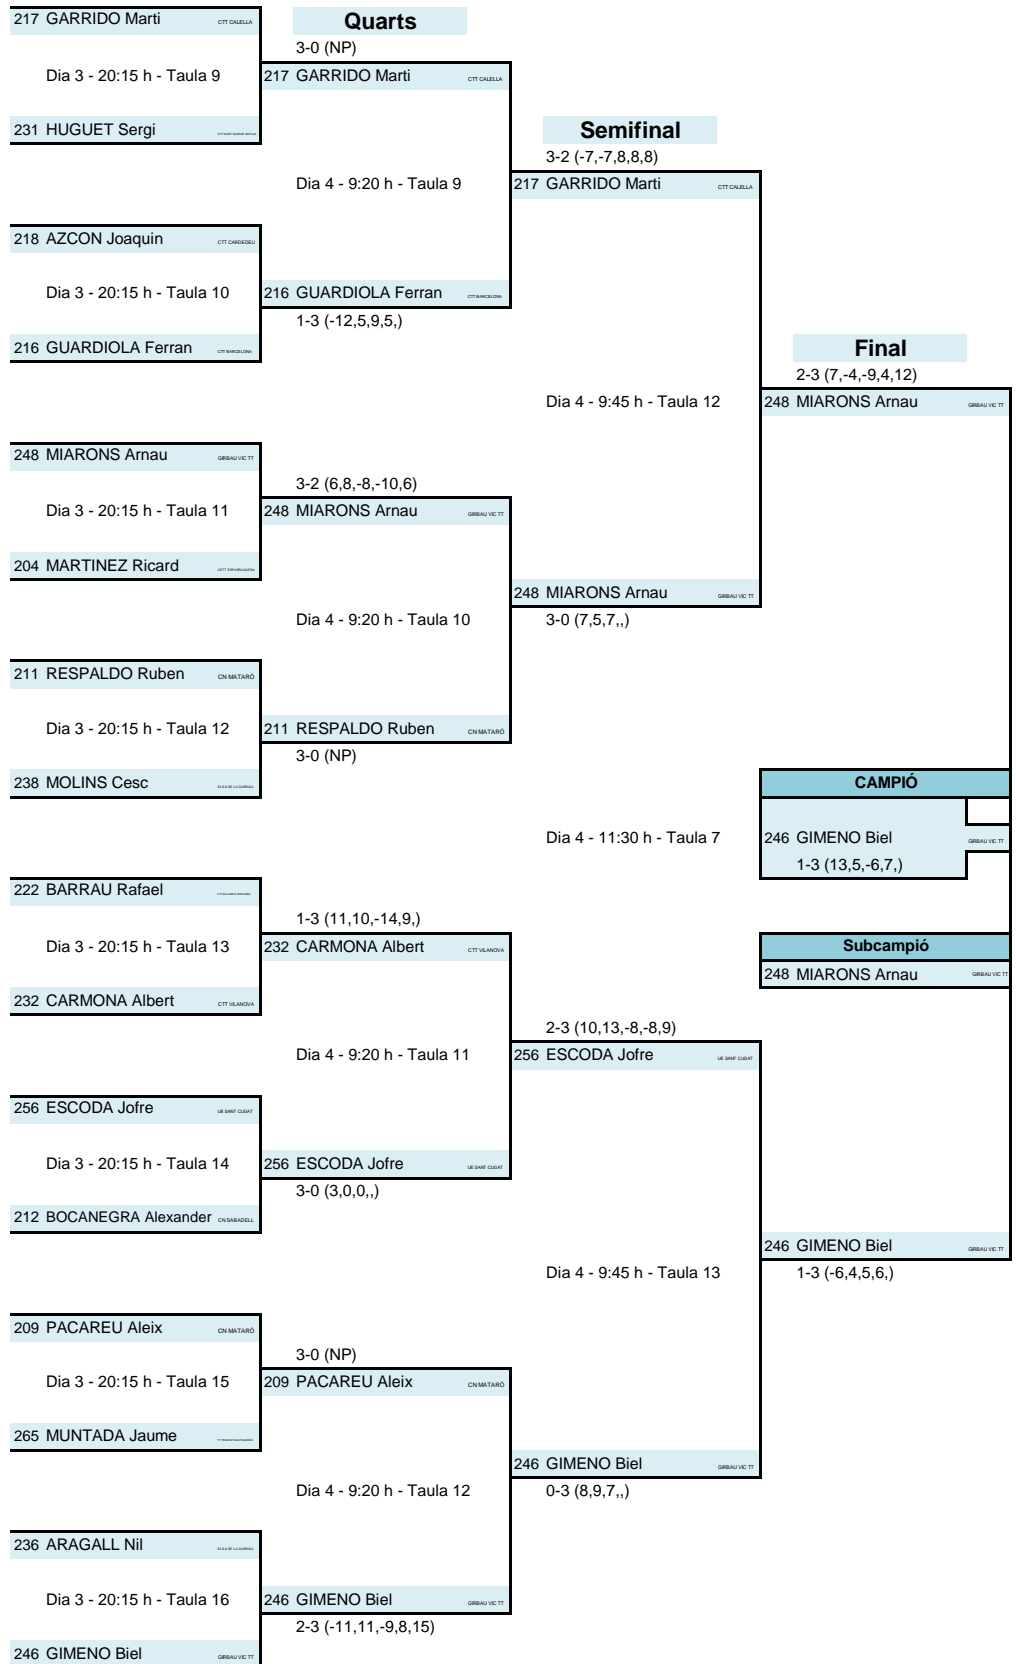 217 GARRIDO Marti CTT CALELLA
Quarts
3-0 (NP)
Dia 3 - 20:15 h - Taula 9
217 GARRIDO Marti CTT CALELLA
231 HUGUET Sergi
Semifinal
3-2 (-7,-7,8,8,8)
Dia 4 - 9:20 h - Taula 9
217 GARRIDO Marti CTT CALELLA
218 AZCON Joaquin CTT CARDEDEU
Dia 3 - 20:15 h - Taula 10
216 GUARDIOLA Ferran CTT BARCELONA
1-3 (-12,5,9,5,)
216 GUARDIOLA Ferran CTT BARCELONA
Final
2-3 (7,-4,-9,4,12)
Dia 4 - 9:45 h - Taula 12
248 MIARONS Arnau GIRBAU VIC TT
248 MIARONS Arnau GIRBAU VIC TT
3-2 (6,8,-8,-10,6)
Dia 3 - 20:15 h - Taula 11
248 MIARONS Arnau GIRBAU VIC TT
204 MARTINEZ Ricard CETT ESPARREGUERA
248 MIARONS Arnau GIRBAU VIC TT
Dia 4 - 9:20 h - Taula 10
3-0 (7,5,7,,)
211 RESPALDO Ruben CN MATARÓ
Dia 3 - 20:15 h - Taula 12
211 RESPALDO Ruben CN MATARÓ
3-0 (NP)
238 MOLINS Cesc
CAMPIÓ
Dia 4 - 11:30 h - Taula 7
246 GIMENO Biel GIRBAU VIC TT
1-3 (13,5,-6,7,)
222 BARRAU Rafael
1-3 (11,10,-14,9,)
Dia 3 - 20:15 h - Taula 13
232 CARMONA Albert CTT VILANOVA
Subcampió
248 MIARONS Arnau GIRBAU VIC TT
232 CARMONA Albert CTT VILANOVA
2-3 (10,13,-8,-8,9)
Dia 4 - 9:20 h - Taula 11
256 ESCODA Jofre UE SANT CUGAT
256 ESCODA Jofre UE SANT CUGAT
Dia 3 - 20:15 h - Taula 14
256 ESCODA Jofre UE SANT CUGAT
3-0 (3,0,0,,)
212 BOCANEGRA Alexander CN SABADELL
246 GIMENO Biel GIRBAU VIC TT
Dia 4 - 9:45 h - Taula 13
1-3 (-6,4,5,6,)
209 PACAREU Aleix CN MATARÓ
3-0 (NP)
Dia 3 - 20:15 h - Taula 15
209 PACAREU Aleix CN MATARÓ
265 MUNTADA Jaume
246 GIMENO Biel GIRBAU VIC TT
Dia 4 - 9:20 h - Taula 12
0-3 (8,9,7,,)
236 ARAGALL Nil
Dia 3 - 20:15 h - Taula 16
246 GIMENO Biel GIRBAU VIC TT
2-3 (-11,11,-9,8,15)
246 GIMENO Biel GIRBAU VIC TT